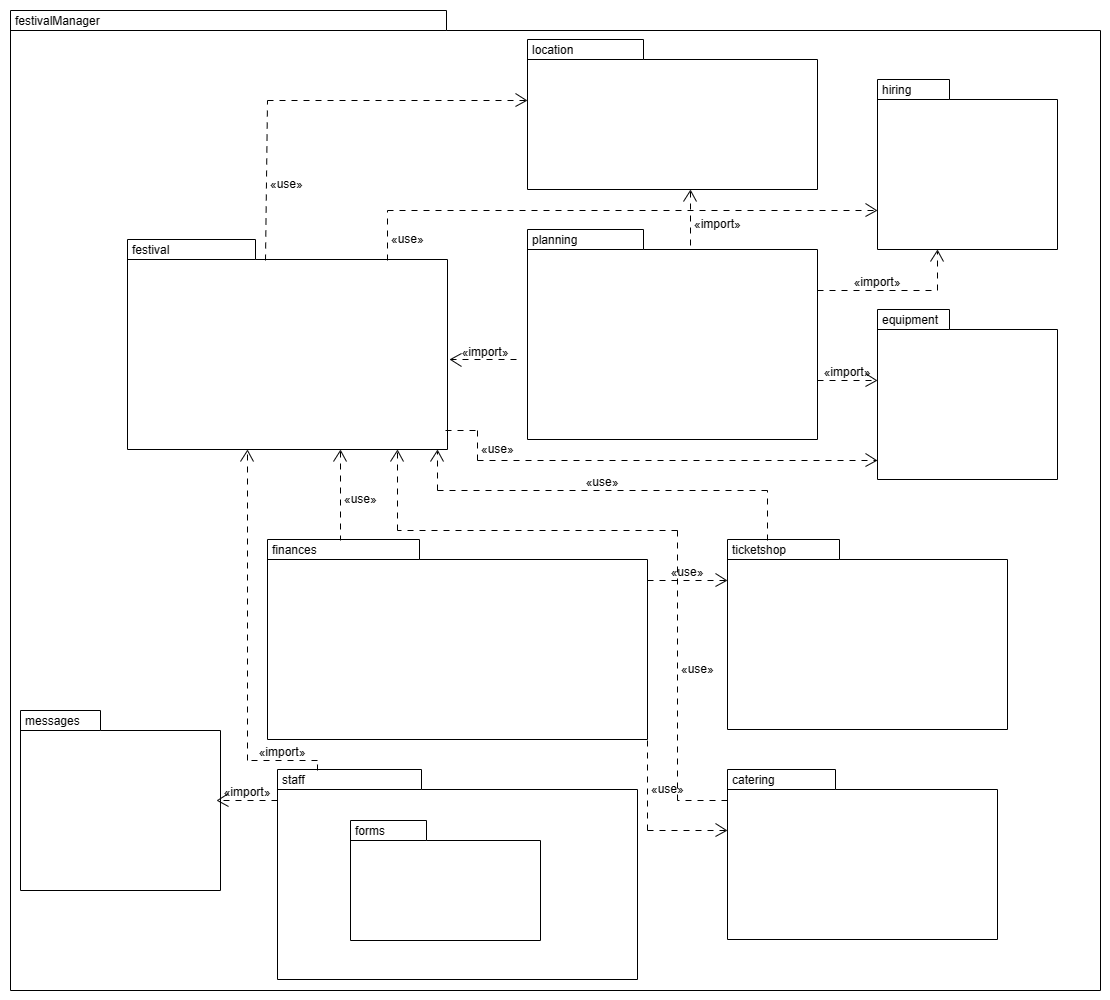 festivalManager
location
hiring
«use»
«import»
«use»
planning
festival
«import»
equipment
«import»
«import»
«use»
«use»
«use»
finances
ticketshop
«use»
«use»
messages
«import»
staff
catering
«import»
«use»
forms